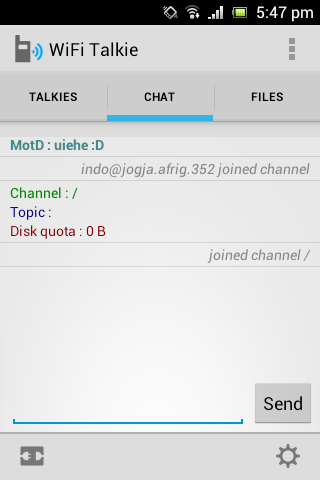 5:47 pm
WiFi Talkie
TALKIES CHAT FILES
MotD : uiehe :D
indo@jogja.afrig.352 joined channel
Channel : /
Topic :
Disk quota : 0 B
joined channel /
Send